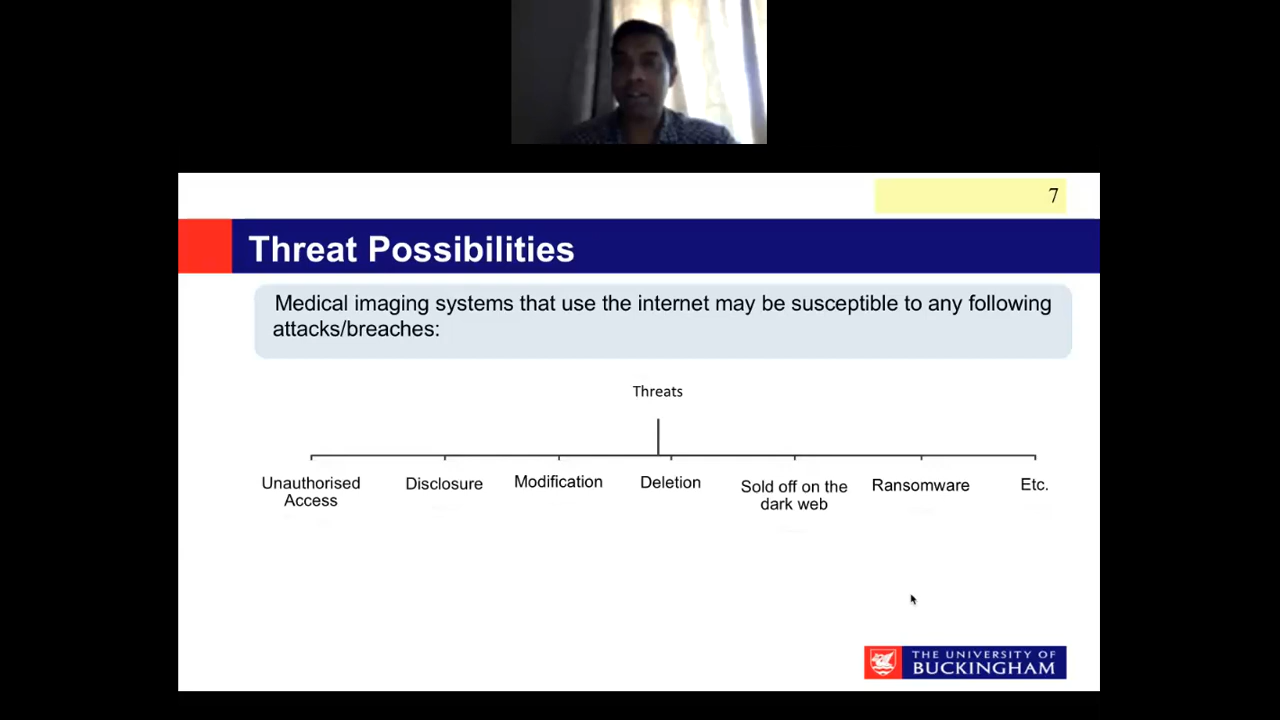 7
Threat Possibilities
Medical imaging systems that use the internet may be susceptible to any following
attacks/breaches:
Threats
Unauthorised
Access
Disclosure
Modification
Deletion
Sold off on the
dark web
Ransomware
Etc.
THE UNIVERSITY OF
BUCKINGHAM